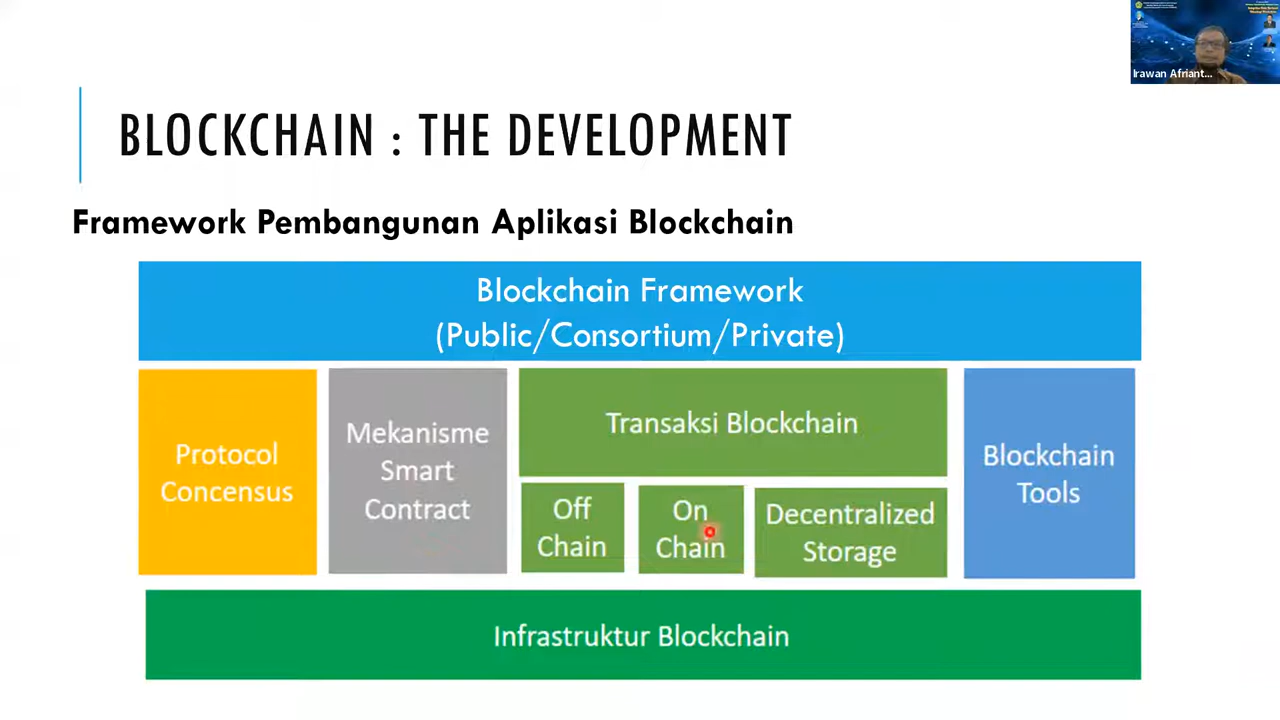 Irawan Afriant...
BLOCKCHAIN : THE DEVELOPMENT
Framework Pembangunan Aplikasi Blockchain
Blockchain Framework
(Public/Consortium/Private)
Protocol
Concensus
Mekanisme
Smart
Contract
Transaksi Blockchain
Off
Chain
On
Chain
Decentralized
Storage
Blockchain
Tools
Infrastruktur Blockchain